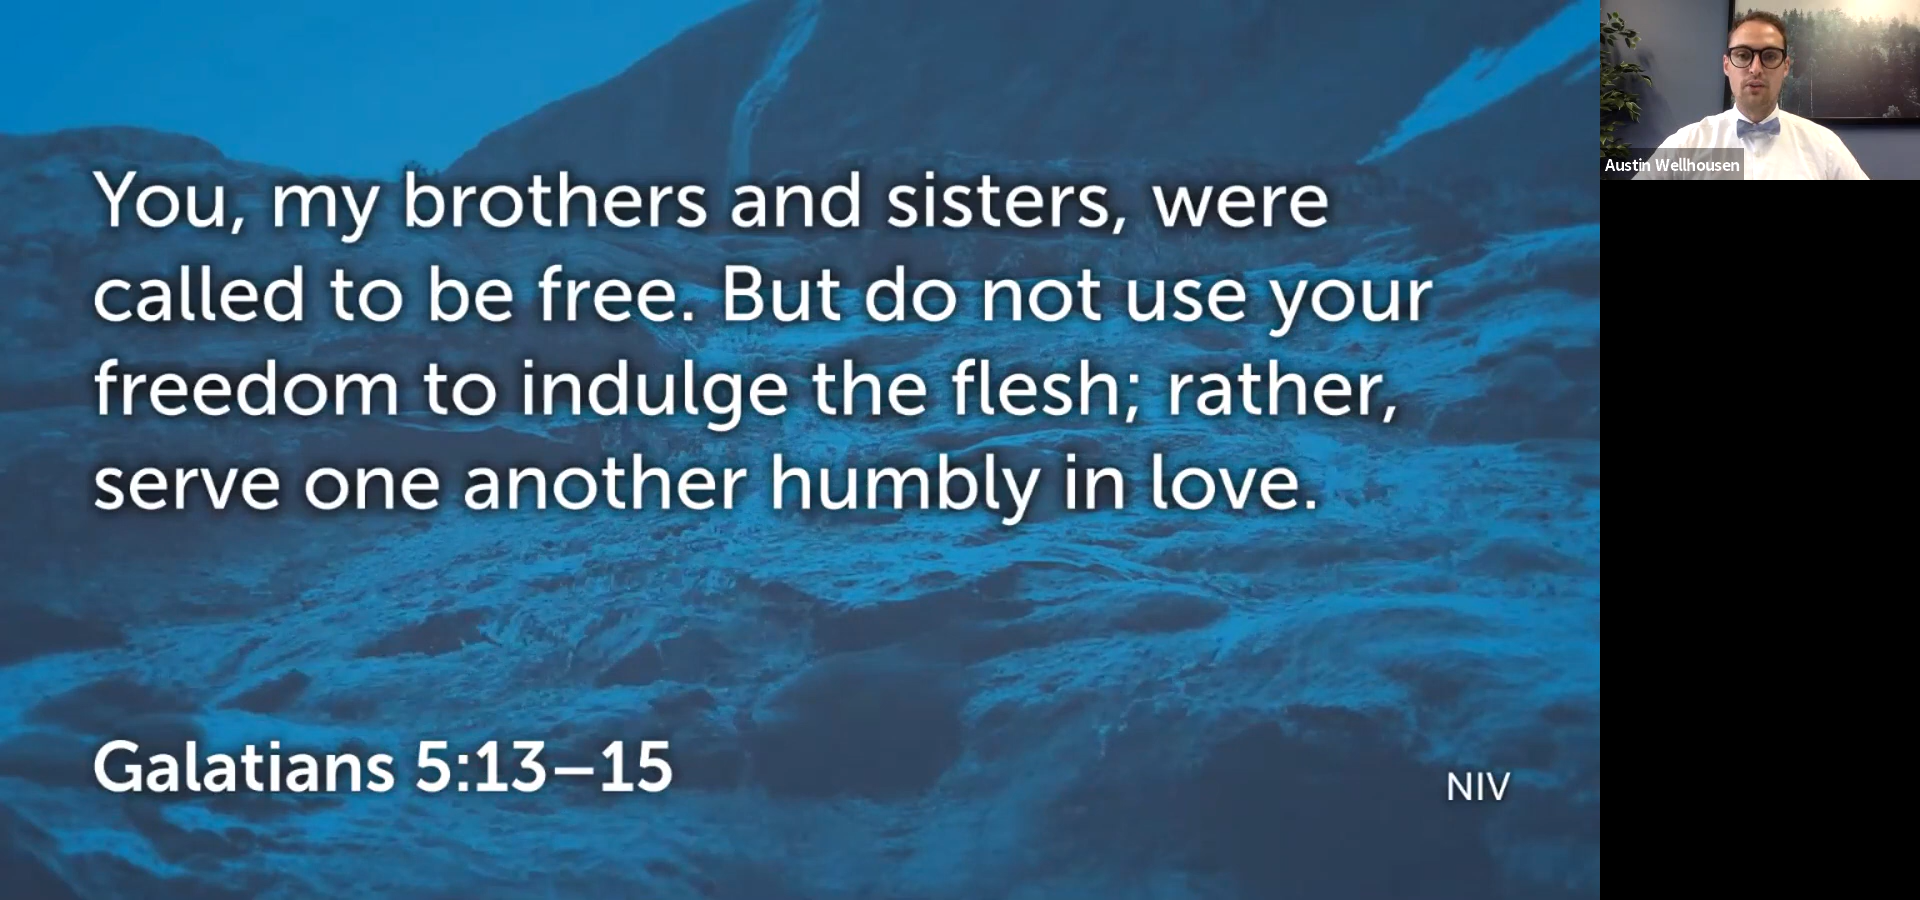 You, my brothers and sisters, were
called to be free. But do not use your
freedom to indulge the flesh; rather,
serve one another humbly in love.
Galatians 5:13–15
NIV
Austin Wellhousen